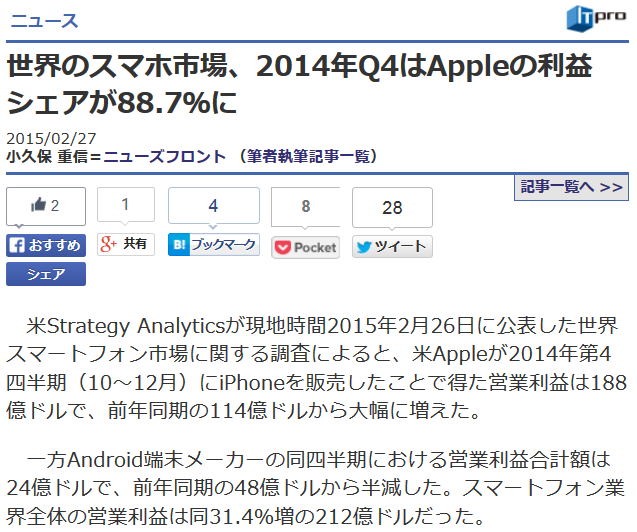 ニュース
ITpro
世界のスマホ市場、2014年Q4はAppleの利益
シェアが88.7%に
2015/02/27
小久保 重信=ニューズフロント （筆者執筆記事一覧）
記事一覧へ >>
2
1
4
8
28
おすすめ
g+ 共有
B! ブックマーク
Pocket
ツイート
シェア
米Strategy Analyticsが現地時間2015年2月26日に公表した世界
スマートフォン市場に関する調査によると、米Appleが2014年第4
四半期（10～12月）にiPhoneを販売したことで得た営業利益は188
億ドルで、前年同期の114億ドルから大幅に増えた。
一方Android端末メーカーの同四半期における営業利益合計額は
24億ドルで、前年同期の48億ドルから半減した。スマートフォン業
界全体の営業利益は同31.4%増の212億ドルだった。